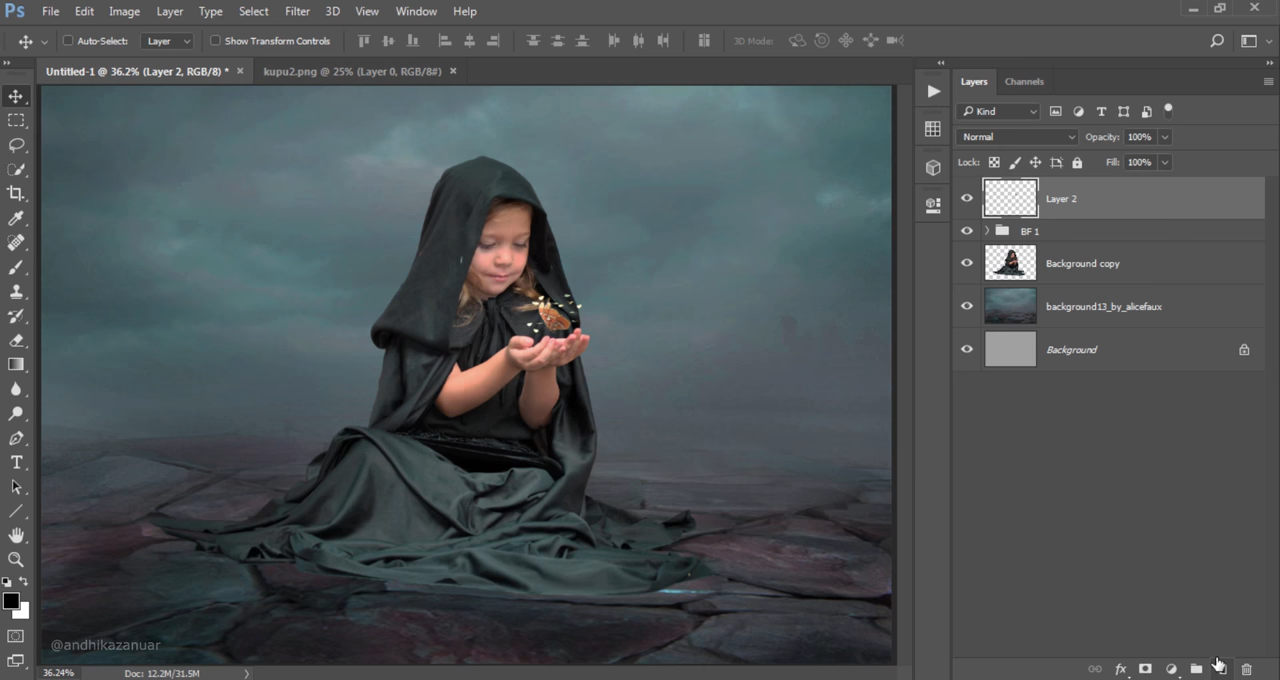 Ps File Edit Image Layer Type Select Filter 3D View Window Help
Auto-Select: Layer Show Transform Controls 3D Mode:
Untitled-1 @ 36.2% (Layer 2, RGB/8) * × kupu2.png @ 25% (Layer 0, RGB/8#) ×
Layers Channels
Kind
Normal Opacity: 100%
Lock: Fill: 100%
Layer 2
BF 1
Background copy
background13_by_alicefaux
Background
@andhikazanuar
36.24% Doc: 12.2M/31.5M